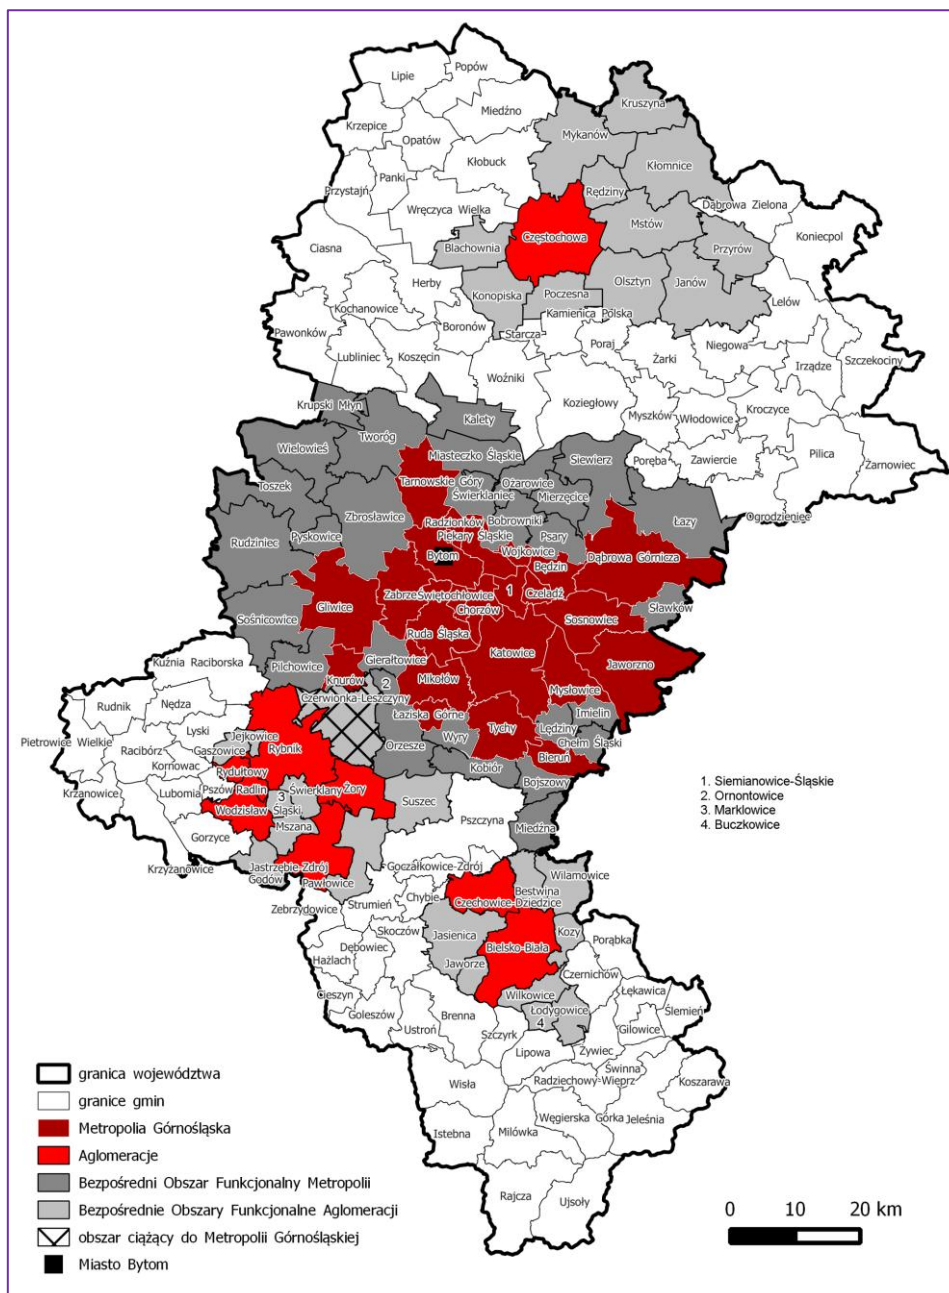 Popów
Lipie
Miedźno
Kruszyna
Krzepice
Mykanów
Opatów
Kłobuck
Kłomnice
Panki
Przystajń
Rędziny
Dąbrowa Zielona
Wręczyca Wielka
Mstów
Koniecpol
Częstochowa
Ciasna
Blachownia
Przyrów
Herby
Olsztyn
Janów
Konopiska
Poczesna
Lelów
Kochanowice
Kamienica Polska
Boronów
Pawonków
Starcza
Poraj
Niegowa
Lubliniec
Koszęcin
Żarki
Szczekociny
Irządze
Woźniki
Krupski Młyn
Koziegłowy
Kroczyce
Kalety
Myszków
Włodowice
Tworóg
Wielowieś
Miasteczko Śląskie
Siewierz
Pilica
Poręba
Zawiercie
Żarnowiec
Tarnowskie Góry
Ożarowice
Toszek
Świerklaniec
Mierzęcice
Zbrosławice
Ogrodzieniec
Radzionków
Bobrowniki
Łazy
Rudziniec
Pyskowice
Piekary Śląskie
Psary
Bytom
Wojkowice
Dąbrowa Górnicza
Będzin
Zabrze
Świętochłowice
1
Czeladź
Gliwice
Chorzów
Sławków
Sośnicowice
Sosnowiec
Ruda Śląska
Gierałtowice
Katowice
Kuźnia Raciborska
Pilchowice
Jaworzno
Knurów
2
Mikołów
Mysłowice
Nędza
Czerwionka-Leszczyny
Rudnik
Łaziska Górne
Imielin
Lyski
Jejkowice
Tychy
Lędziny
Pietrowice Wielkie
Gaszowice
Rybnik
Orzesze
Wyry
Chełm Śląski
Racibórz
Kornowac
Rydułtowy
Kobiór
Bieruń
Bojszowy
1. Siemianowice-Śląskie
2. Ornontowice
3. Marklowice
4. Buczkowice
Krzanowice
Lubomia
Pszów
Radlin
3
Świerklany
Żory
Suszec
Wodzisław Śląski
Pszczyna
Mszana
Miedźna
Gorzyce
Krzyżanowice
Jastrzębie-Zdrój
Goczałkowice-Zdrój
Godów
Pawłowice
Wilamowice
Bestwina
Chybie
Czechowice-Dziedzice
Zebrzydowice
Strumień
Skoczów
Jasienica
Kozy
Dębowiec
Bielsko-Biała
Porąbka
Hażlach
Jaworze
Czernichów
Cieszyn
Wilkowice
Łękawica
Goleszów
Brenna
Łodygowice
Ślemień
Ustroń
4
Gilowice
Szczyrk
Żywiec
Lipowa
Świnna
Radziechowy-Wieprz
Koszarawa
Wisła
Węgierska Górka
Jeleśnia
Istebna
Milówka
Rajcza
Ujsoły
granica województwa
granice gmin
Metropolia Górnośląska
Aglomeracje
Bezpośredni Obszar Funkcjonalny Metropolii
Bezpośrednie Obszary Funkcjonalne Aglomeracji
obszar ciążący do Metropolii Górnośląskiej
Miasto Bytom
0 10 20 km